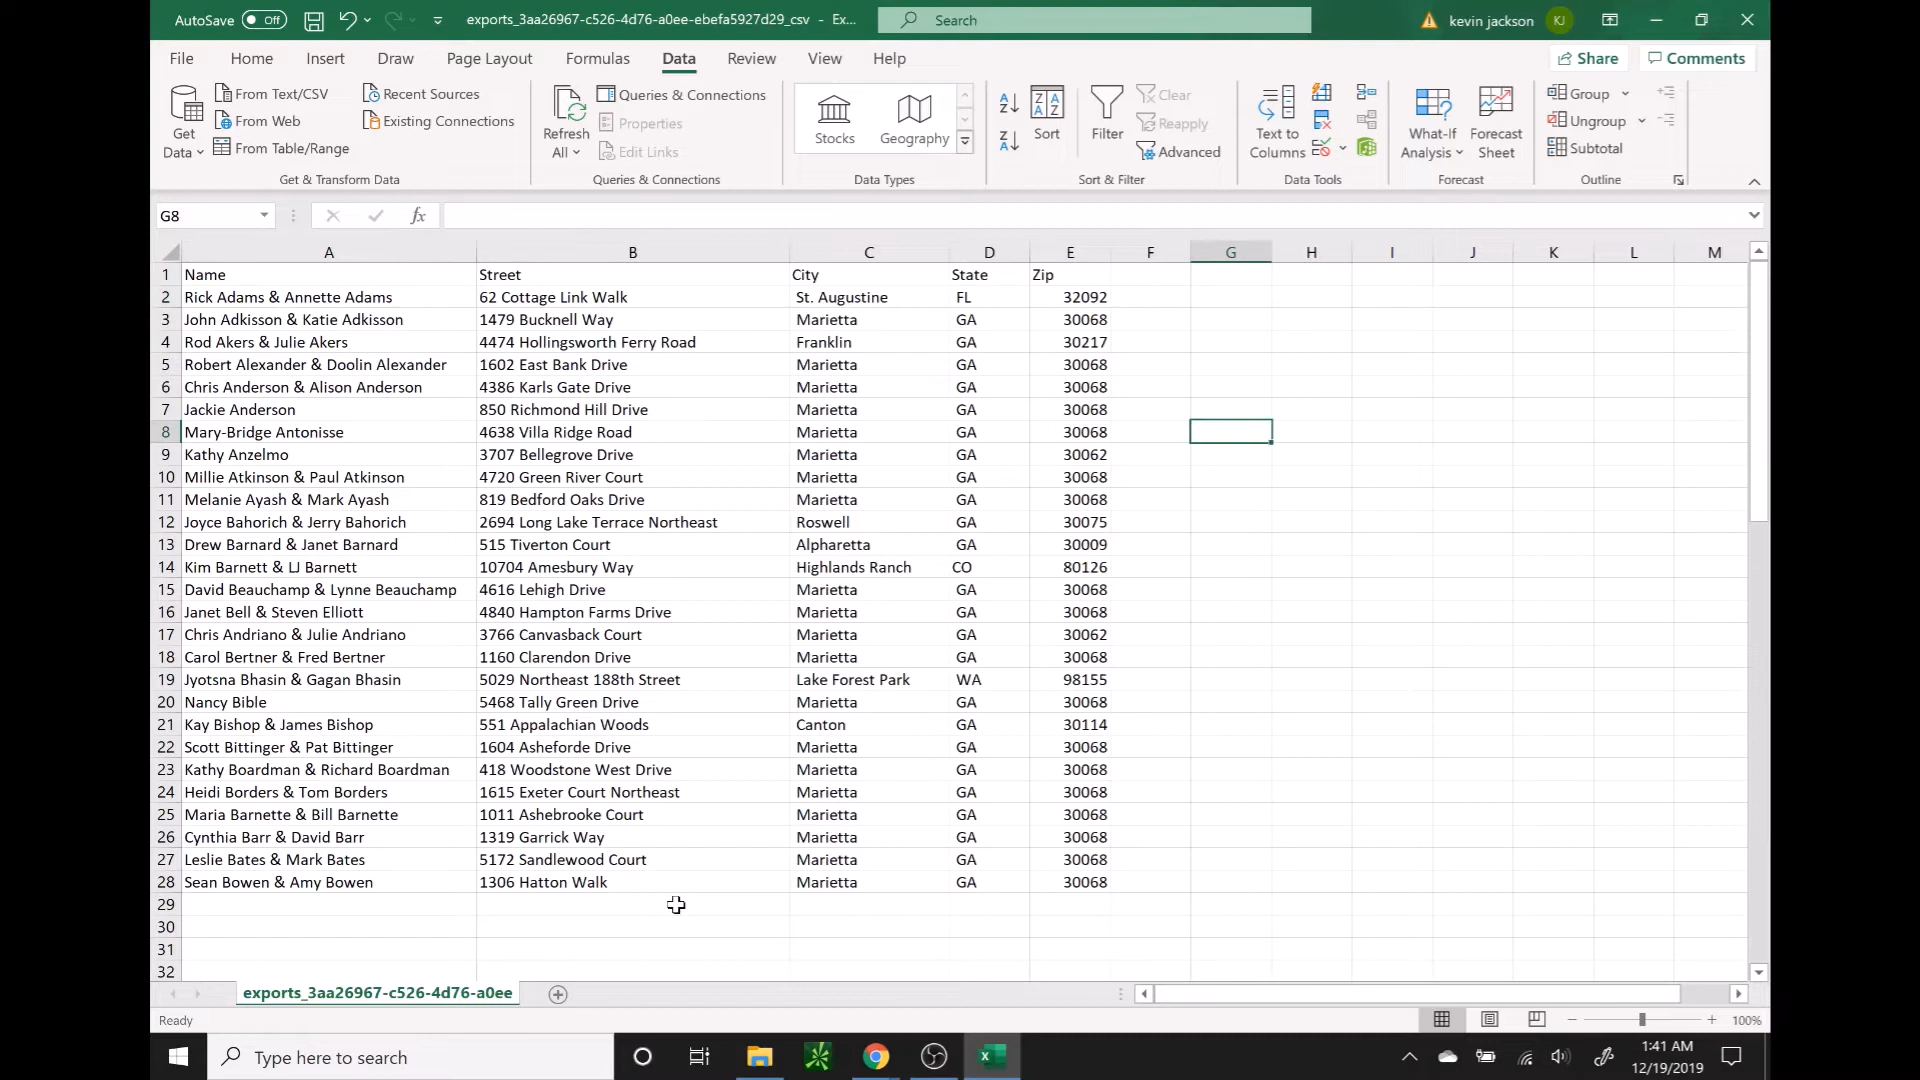 AutoSave Off exports_3aa26967-c526-4d76-a0ee-ebefa5927d29_csv - Ex... Search kevin jackson KJ
File Home Insert Draw Page Layout Formulas Data Review View Help Share Comments
Get Data From Text/CSV From Web From Table/Range Recent Sources Existing Connections
Get & Transform Data
Refresh All Queries & Connections Properties Edit Links
Queries & Connections
Stocks Geography
Data Types
Sort Filter Clear Reapply Advanced
Sort & Filter
Text to Columns
Data Tools
What-If Analysis Forecast Sheet
Forecast
Group Ungroup Subtotal
Outline
G8 fx
A B C D E F G H I J K L M
1 Name Street City State Zip
2 Rick Adams & Annette Adams 62 Cottage Link Walk St. Augustine FL 32092
3 John Adkisson & Katie Adkisson 1479 Bucknell Way Marietta GA 30068
4 Rod Akers & Julie Akers 4474 Hollingsworth Ferry Road Franklin GA 30217
5 Robert Alexander & Doolin Alexander 1602 East Bank Drive Marietta GA 30068
6 Chris Anderson & Alison Anderson 4386 Karls Gate Drive Marietta GA 30068
7 Jackie Anderson 850 Richmond Hill Drive Marietta GA 30068
8 Mary-Bridge Antonisse 4638 Villa Ridge Road Marietta GA 30068
9 Kathy Anzelmo 3707 Bellegrove Drive Marietta GA 30062
10 Millie Atkinson & Paul Atkinson 4720 Green River Court Marietta GA 30068
11 Melanie Ayash & Mark Ayash 819 Bedford Oaks Drive Marietta GA 30068
12 Joyce Bahorich & Jerry Bahorich 2694 Long Lake Terrace Northeast Roswell GA 30075
13 Drew Barnard & Janet Barnard 515 Tiverton Court Alpharetta GA 30009
14 Kim Barnett & LJ Barnett 10704 Amesbury Way Highlands Ranch CO 80126
15 David Beauchamp & Lynne Beauchamp 4616 Lehigh Drive Marietta GA 30068
16 Janet Bell & Steven Elliott 4840 Hampton Farms Drive Marietta GA 30068
17 Chris Andriano & Julie Andriano 3766 Canvasback Court Marietta GA 30062
18 Carol Bertner & Fred Bertner 1160 Clarendon Drive Marietta GA 30068
19 Jyotsna Bhasin & Gagan Bhasin 5029 Northeast 188th Street Lake Forest Park WA 98155
20 Nancy Bible 5468 Tally Green Drive Marietta GA 30068
21 Kay Bishop & James Bishop 551 Appalachian Woods Canton GA 30114
22 Scott Bittinger & Pat Bittinger 1604 Asheforde Drive Marietta GA 30068
23 Kathy Boardman & Richard Boardman 418 Woodstone West Drive Marietta GA 30068
24 Heidi Borders & Tom Borders 1615 Exeter Court Northeast Marietta GA 30068
25 Maria Barnette & Bill Barnette 1011 Ashebrooke Court Marietta GA 30068
26 Cynthia Barr & David Barr 1319 Garrick Way Marietta GA 30068
27 Leslie Bates & Mark Bates 5172 Sandlewood Court Marietta GA 30068
28 Sean Bowen & Amy Bowen 1306 Hatton Walk Marietta GA 30068
29
30
31
32
exports_3aa26967-c526-4d76-a0ee
Ready 100%
Type here to search 1:41 AM
12/19/2019